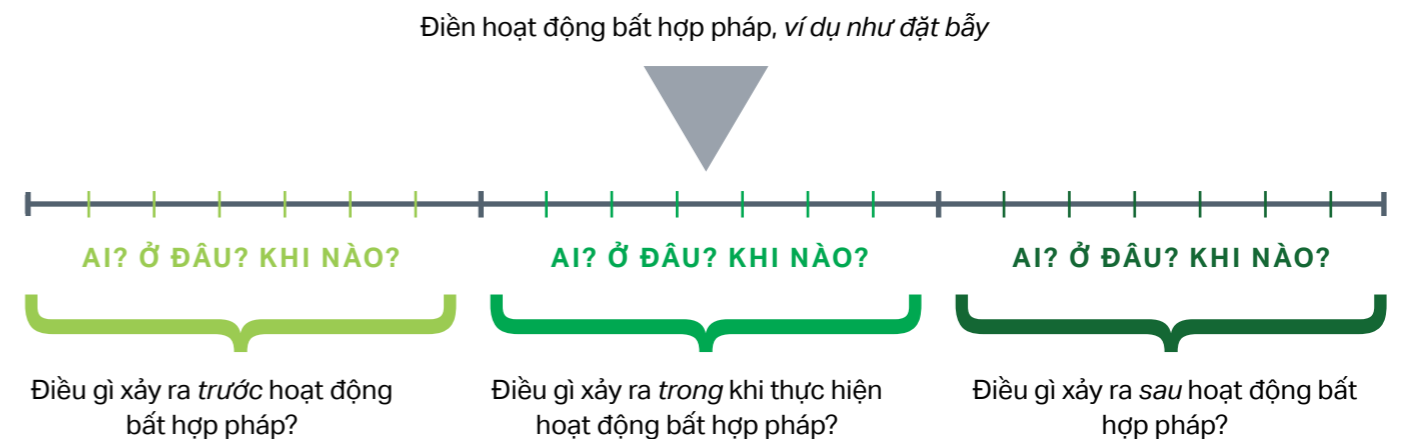 Điền hoạt động bất hợp pháp, ví dụ như đặt bẫy
AI? Ở ĐÂU? KHI NÀO?
AI? Ở ĐÂU? KHI NÀO?
AI? Ở ĐÂU? KHI NÀO?
Điều gì xảy ra trước hoạt động
bất hợp pháp?
Điều gì xảy ra trong khi thực hiện
hoạt động bất hợp pháp?
Điều gì xảy ra sau hoạt động bất
hợp pháp?